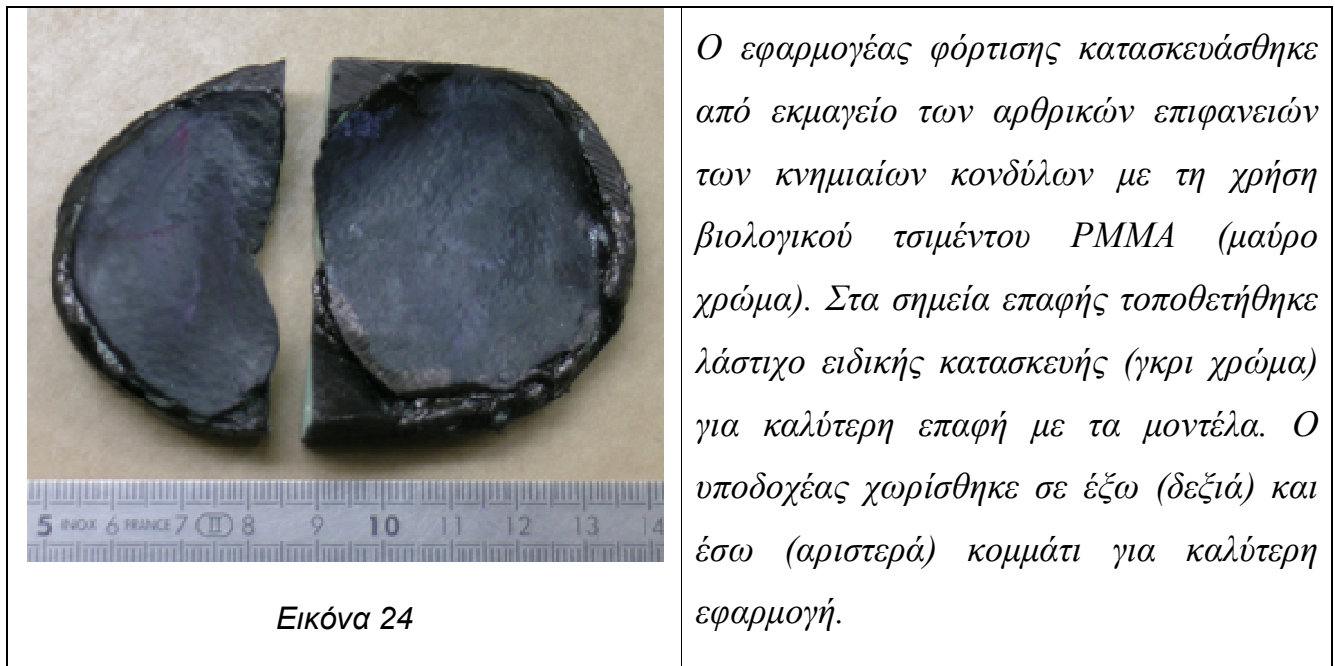 Ο εφαρμογέας φόρτισης κατασκευάσθηκε
από εκμαγείο των αρθρικών επιφανειών
των κνημιαίων κονδύλων με τη χρήση
βιολογικού τσιμέντου PMMA (μαύρο
χρώμα). Στα σημεία επαφής τοποθετήθηκε
λάστιχο ειδικής κατασκευής (γκρι χρώμα)
για καλύτερη επαφή με τα μοντέλα. Ο
υποδοχέας χωρίσθηκε σε έξω (δεξιά) και
έσω (αριστερά) κομμάτι για καλύτερη
εφαρμογή.
5 INOX 6 FRANCE 7 II 8 9 10 11 12 13 14
Εικόνα 24